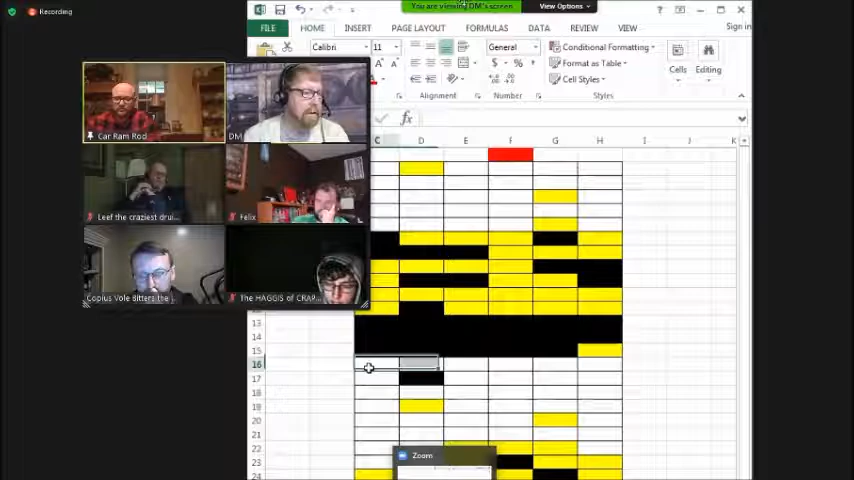 Recording
You are viewing DM's screen
View Options
Sign in
FILE
HOME
INSERT
PAGE LAYOUT
FORMULAS
DATA
REVIEW
VIEW
Calibri
11
General
Conditional Formatting
Format as Table
Cell Styles
Cells
Editing
Alignment
Number
Styles
fx
C D E F G H I J K
Car Ram Rod
DM
Leef the craziest drui...
Felix
Copius Vole Bitters the
The HAGGIS of CRAP...
13
14
15
16
17
18
19
20
21
22
23
24
Zoom